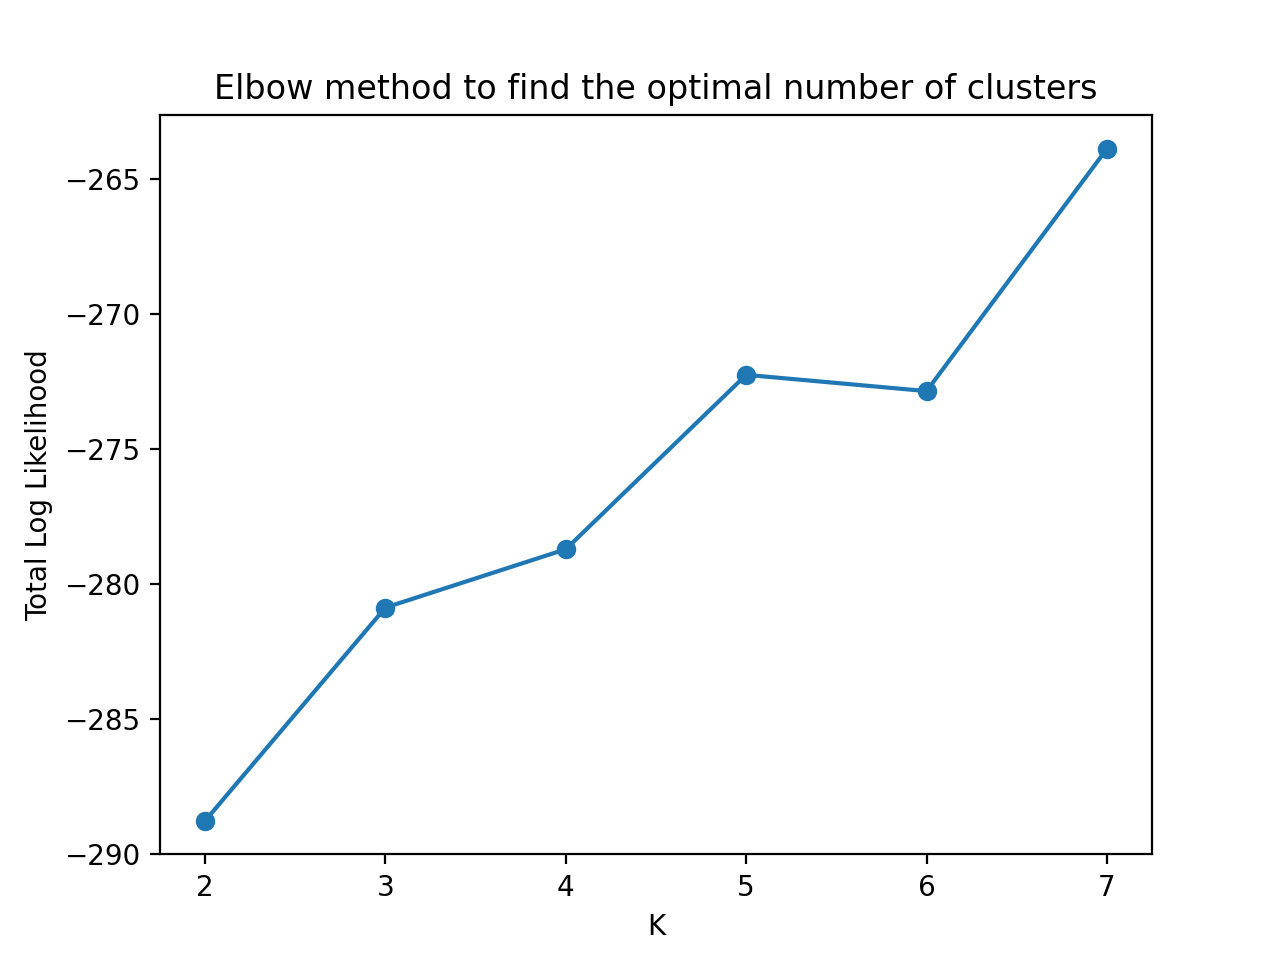 Elbow method to find the optimal number of clusters
Total Log Likelihood
−265
−270
−275
−280
−285
−290
2 3 4 5 6 7
K